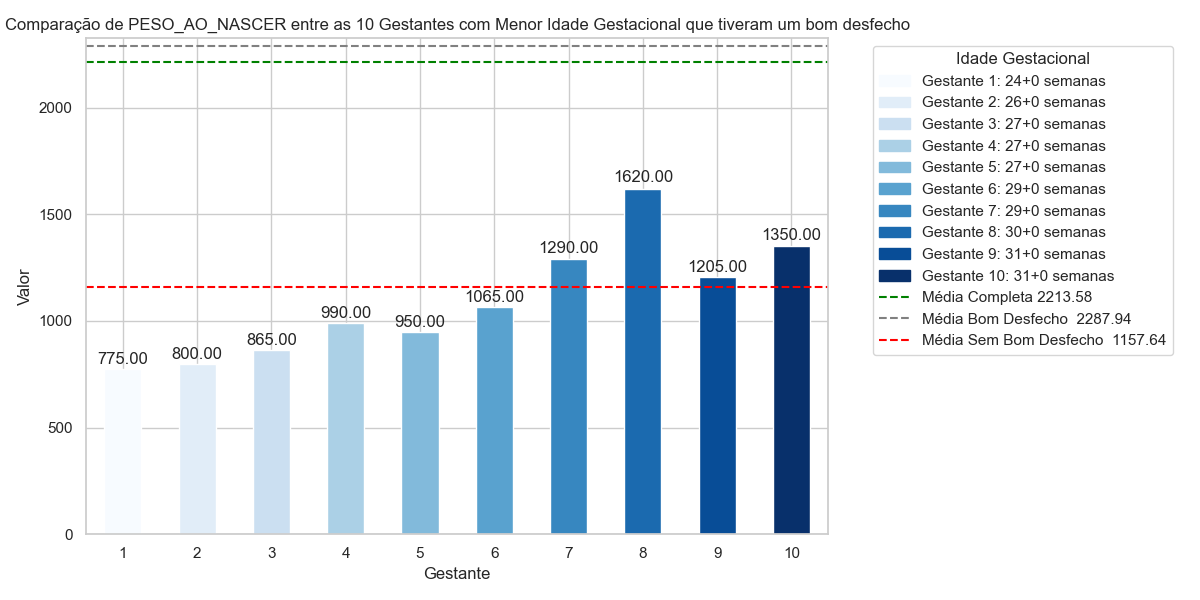 Comparação de PESO_AO_NASCER entre as 10 Gestantes com Menor Idade Gestacional que tiveram um bom desfecho
Valor
2000
1500
1000
500
0
775.00
800.00
865.00
990.00
950.00
1065.00
1290.00
1620.00
1205.00
1350.00
1 2 3 4 5 6 7 8 9 10
Gestante
Idade Gestacional
Gestante 1: 24+0 semanas
Gestante 2: 26+0 semanas
Gestante 3: 27+0 semanas
Gestante 4: 27+0 semanas
Gestante 5: 27+0 semanas
Gestante 6: 29+0 semanas
Gestante 7: 29+0 semanas
Gestante 8: 30+0 semanas
Gestante 9: 31+0 semanas
Gestante 10: 31+0 semanas
Média Completa 2213.58
Média Bom Desfecho  2287.94
Média Sem Bom Desfecho  1157.64